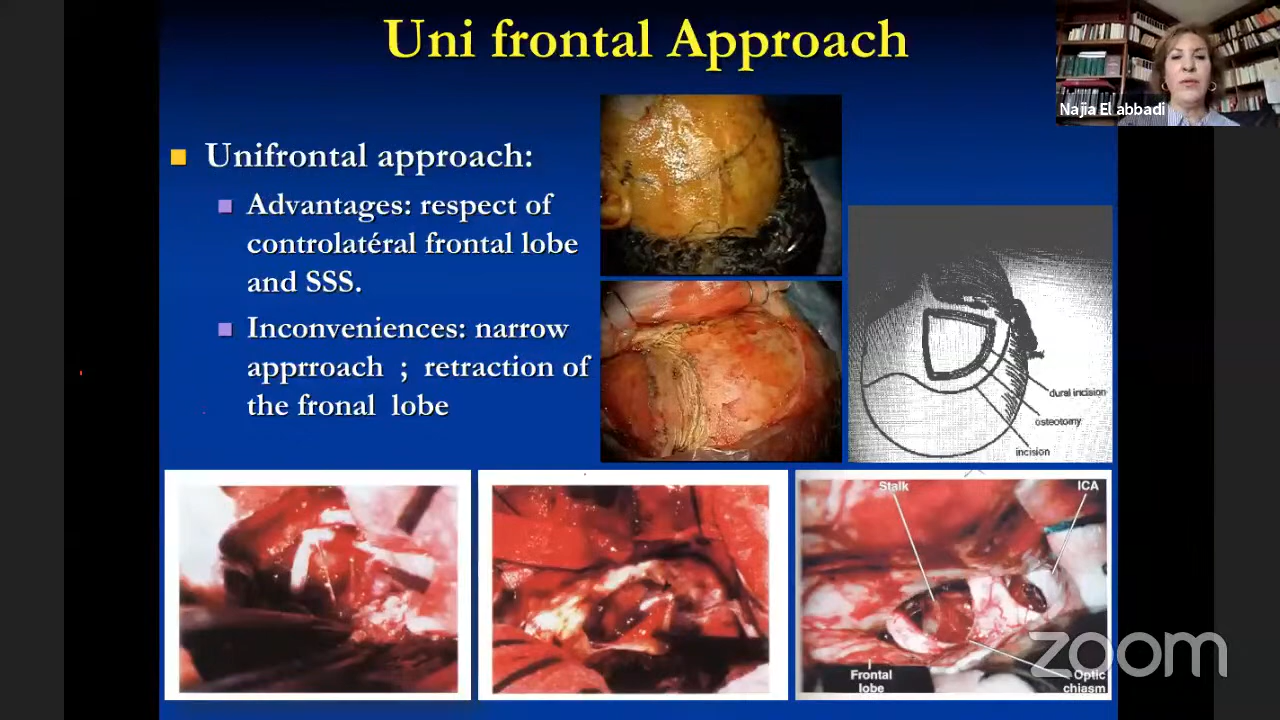 Uni frontal Approach
Najia El abbadi
Unifrontal approach:
Advantages: respect of
controlatéral frontal lobe
and SSS.
Inconveniences: narrow
apprroach ; retraction of
the fronal lobe
dural incision
osteotomy
incision
Stalk
ICA
Frontal
lobe
Optic
chiasm
zoom